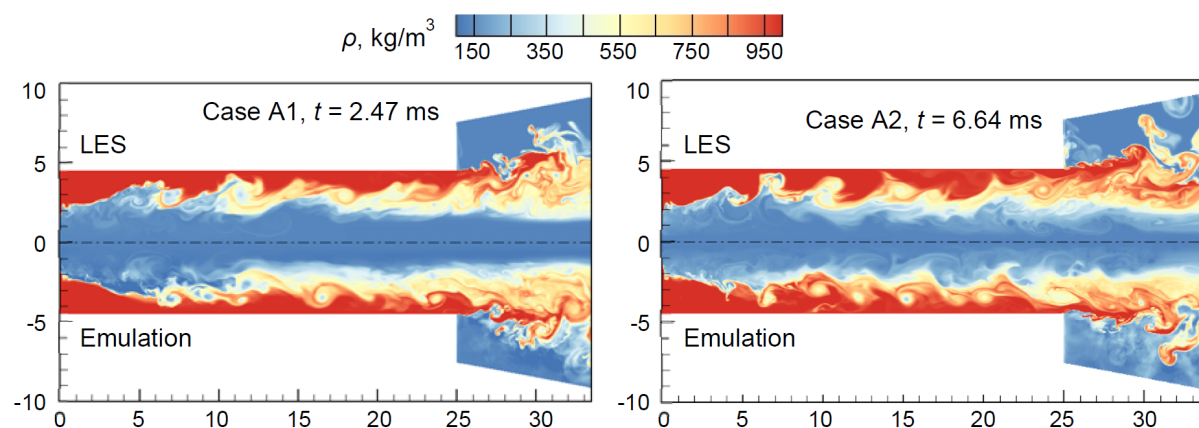 ρ, kg/m³
150 350 550 750 950
10
5
0
-5
-10
LES
Case A1, t = 2.47 ms
Emulation
0 5 10 15 20 25 30
10
5
0
-5
-10
LES
Case A2, t = 6.64 ms
Emulation
0 5 10 15 20 25 30